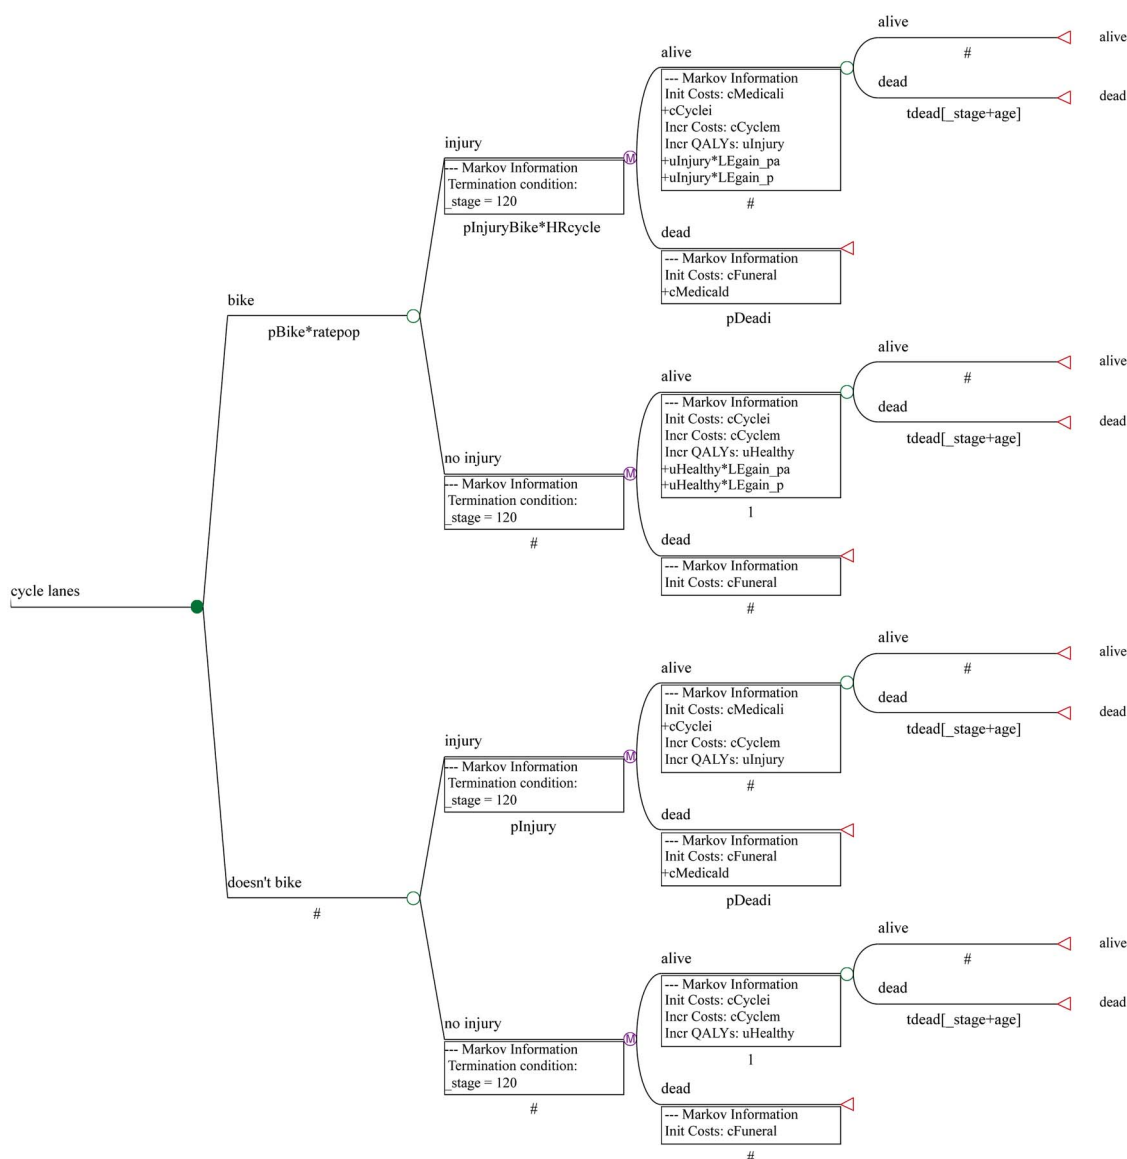 alive
#
alive
dead
tdead[_stage+age]
dead
alive
--- Markov Information
Init Costs: cMedicali
+cCyclei
Incr Costs: cCyclem
Incr QALYs: uInjury
+uInjury*LEgain_pa
+uInjury*LEgain_p
#
injury
--- Markov Information
Termination condition:
_stage = 120
pInjuryBike*HRcycle
dead
--- Markov Information
Init Costs: cFuneral
+cMedicald
pDeadi
bike
pBike*ratepop
alive
#
alive
dead
tdead[_stage+age]
dead
alive
--- Markov Information
Init Costs: cCyclei
Incr Costs: cCyclem
Incr QALYs: uHealthy
+uHealthy*LEgain_pa
+uHealthy*LEgain_p
1
no injury
--- Markov Information
Termination condition:
_stage = 120
#
dead
--- Markov Information
Init Costs: cFuneral
#
cycle lanes
alive
#
alive
dead
tdead[_stage+age]
dead
alive
--- Markov Information
Init Costs: cMedicali
+cCyclei
Incr Costs: cCyclem
Incr QALYs: uInjury
#
injury
--- Markov Information
Termination condition:
_stage = 120
pInjury
dead
--- Markov Information
Init Costs: cFuneral
+cMedicald
pDeadi
doesn't bike
#
alive
#
alive
dead
tdead[_stage+age]
dead
alive
--- Markov Information
Init Costs: cCyclei
Incr Costs: cCyclem
Incr QALYs: uHealthy
1
no injury
--- Markov Information
Termination condition:
_stage = 120
#
dead
--- Markov Information
Init Costs: cFuneral
#
M
M
M
M